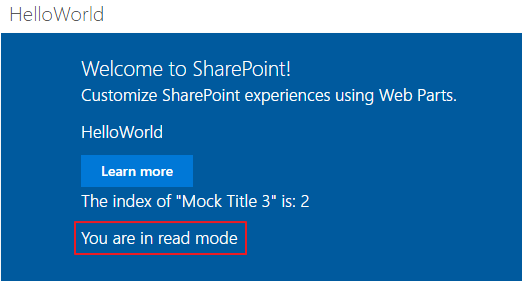 HelloWorld
Welcome to SharePoint!
Customize SharePoint experiences using Web Parts.
HelloWorld
Learn more
The index of "Mock Title 3" is: 2
You are in read mode